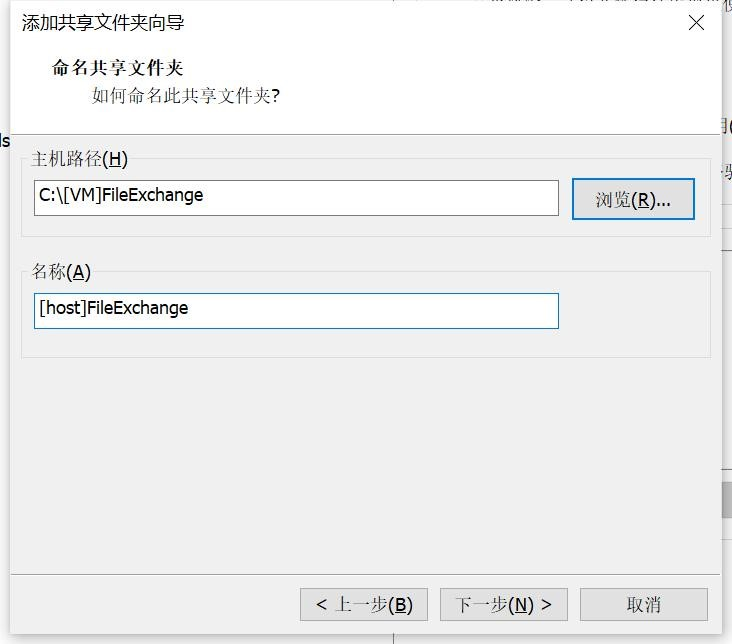 添加共享文件夹向导
命名共享文件夹
如何命名此共享文件夹?
主机路径(H)
C:\[VM]FileExchange
浏览(R)...
名称(A)
[host]FileExchange
< 上一步(B)
下一步(N) >
取消